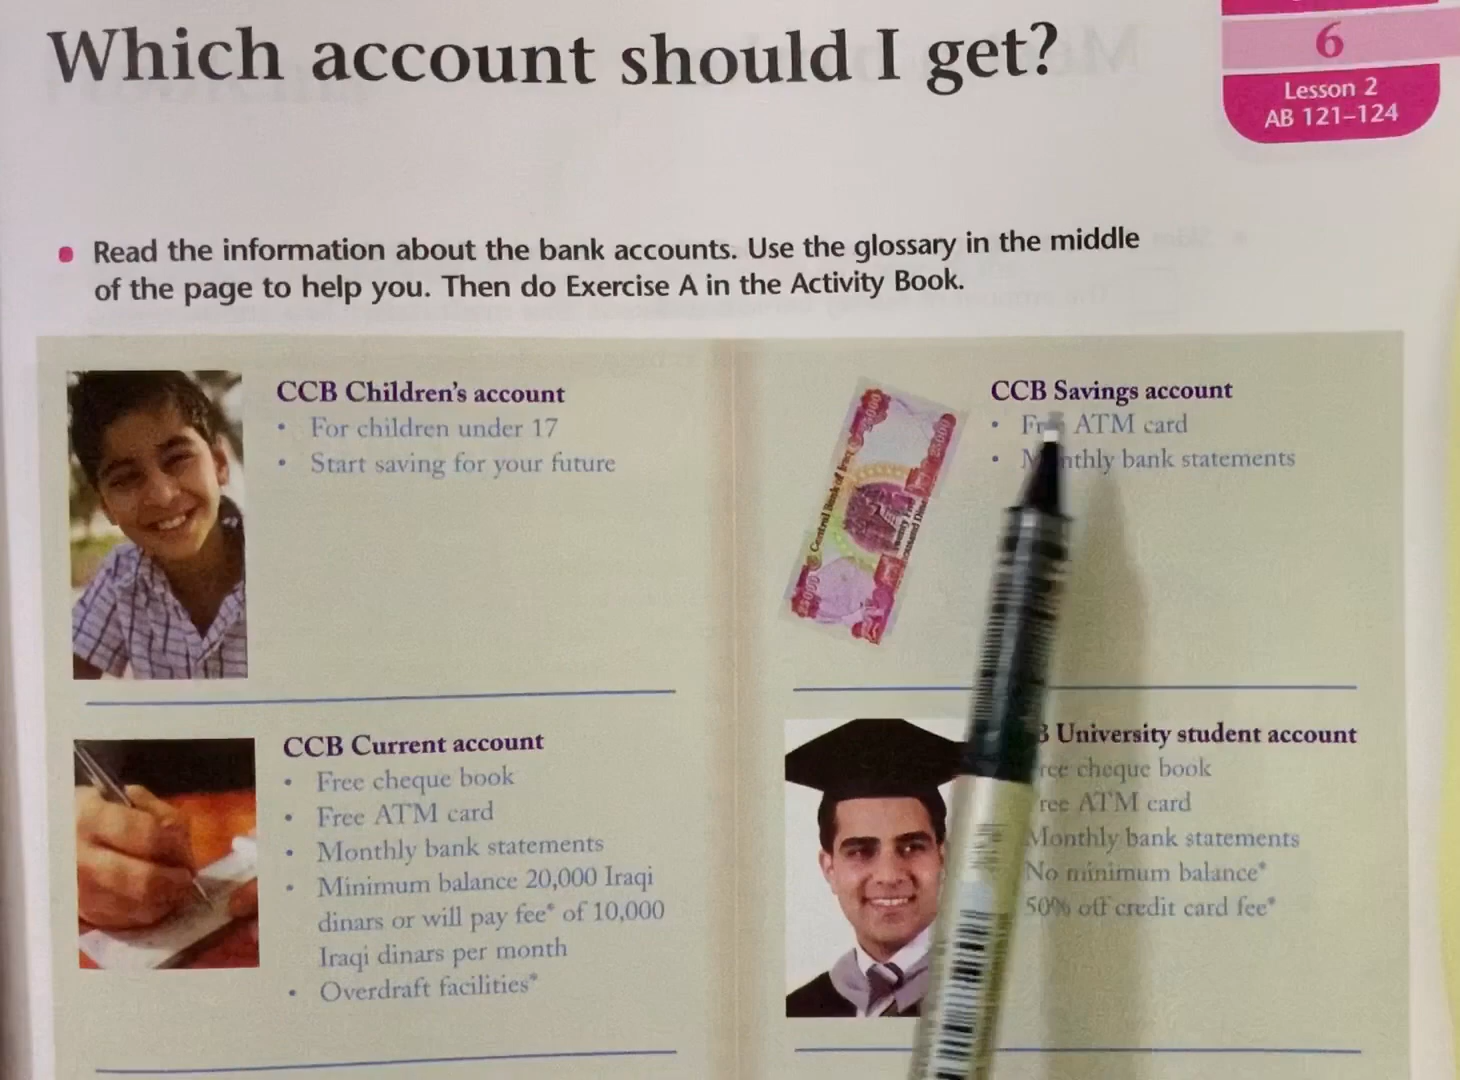 Which account should I get?
6
Lesson 2
AB 121–124
• Read the information about the bank accounts. Use the glossary in the middle
of the page to help you. Then do Exercise A in the Activity Book.
CCB Children's account
• For children under 17
• Start saving for your future
CCB Savings account
• ATM card
• bank statements
Central Bank of Iraq
25000
CCB Current account
• Free cheque book
• Free ATM card
• Monthly bank statements
• Minimum balance 20,000 Iraqi
dinars or will pay fee* of 10,000
Iraqi dinars per month
• Overdraft facilities*
University student account
cheque book
ATM card
Monthly bank statements
No minimum balance*
50% off credit card fee*